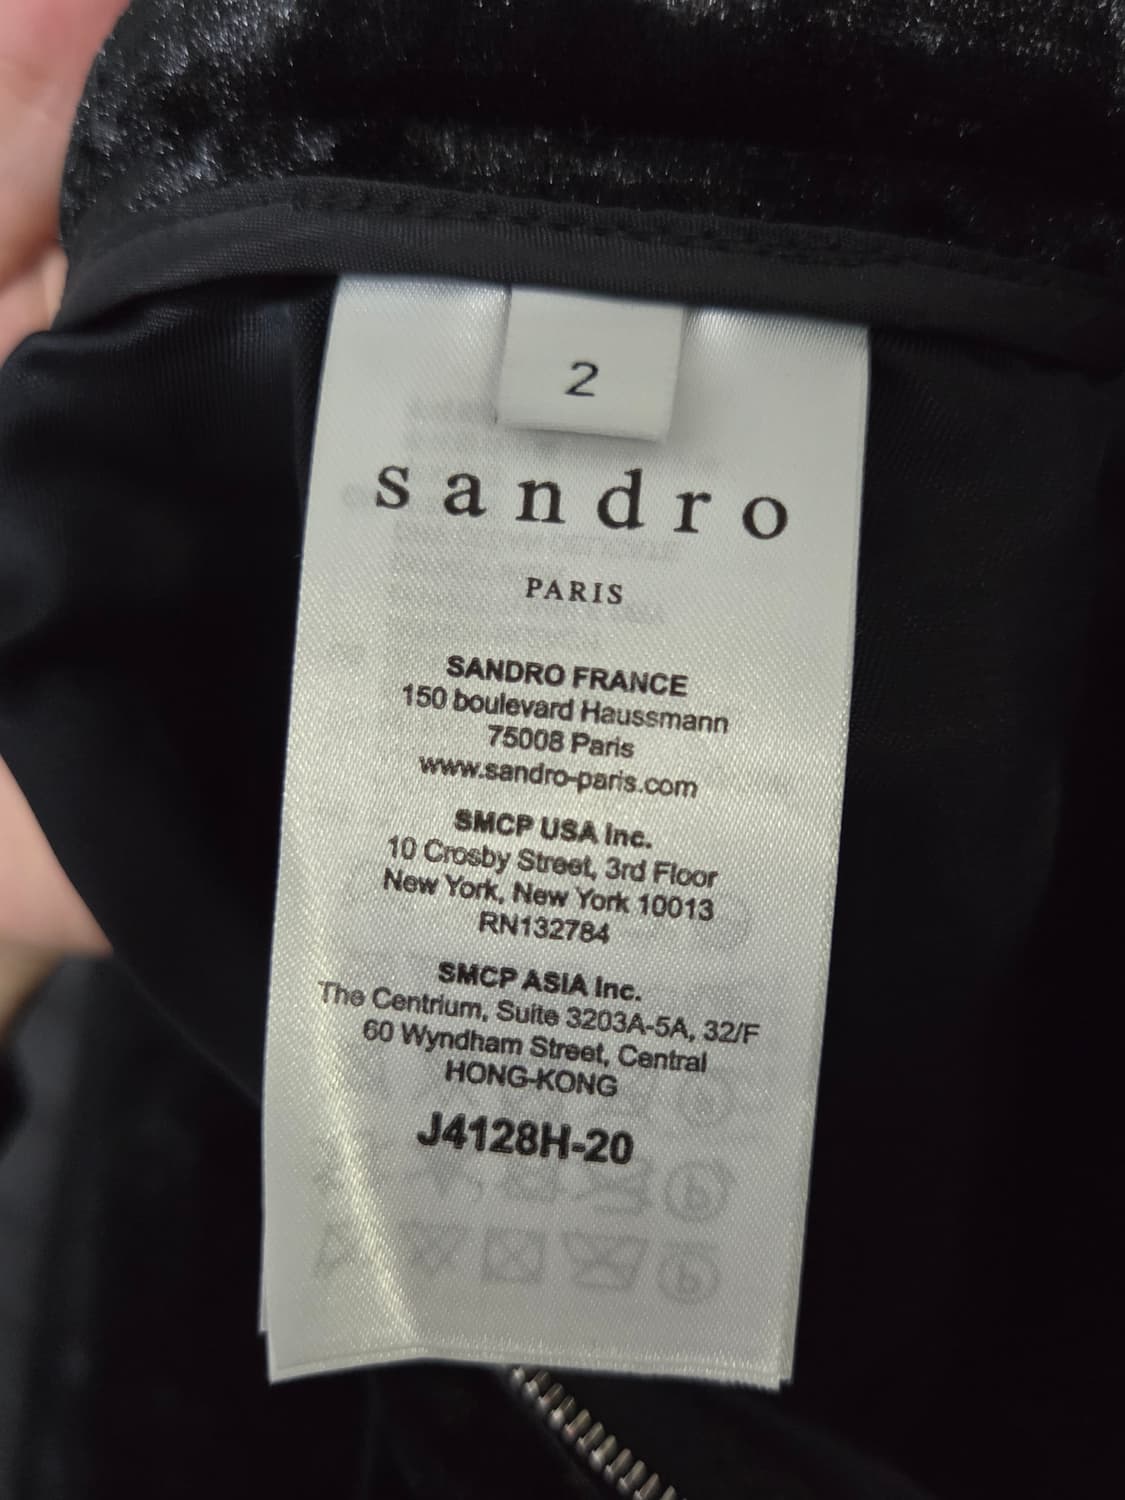 2
sandro
PARIS
SANDRO FRANCE
150 boulevard Haussmann
75008 Paris
www.sandro-paris.com
SMCP USA Inc.
10 Crosby Street, 3rd Floor
New York, New York 10013
RN132784
SMCP ASIA Inc.
The Centrium, Suite 3203A-5A, 32/F
60 Wyndham Street, Central
HONG-KONG
J4128H-20